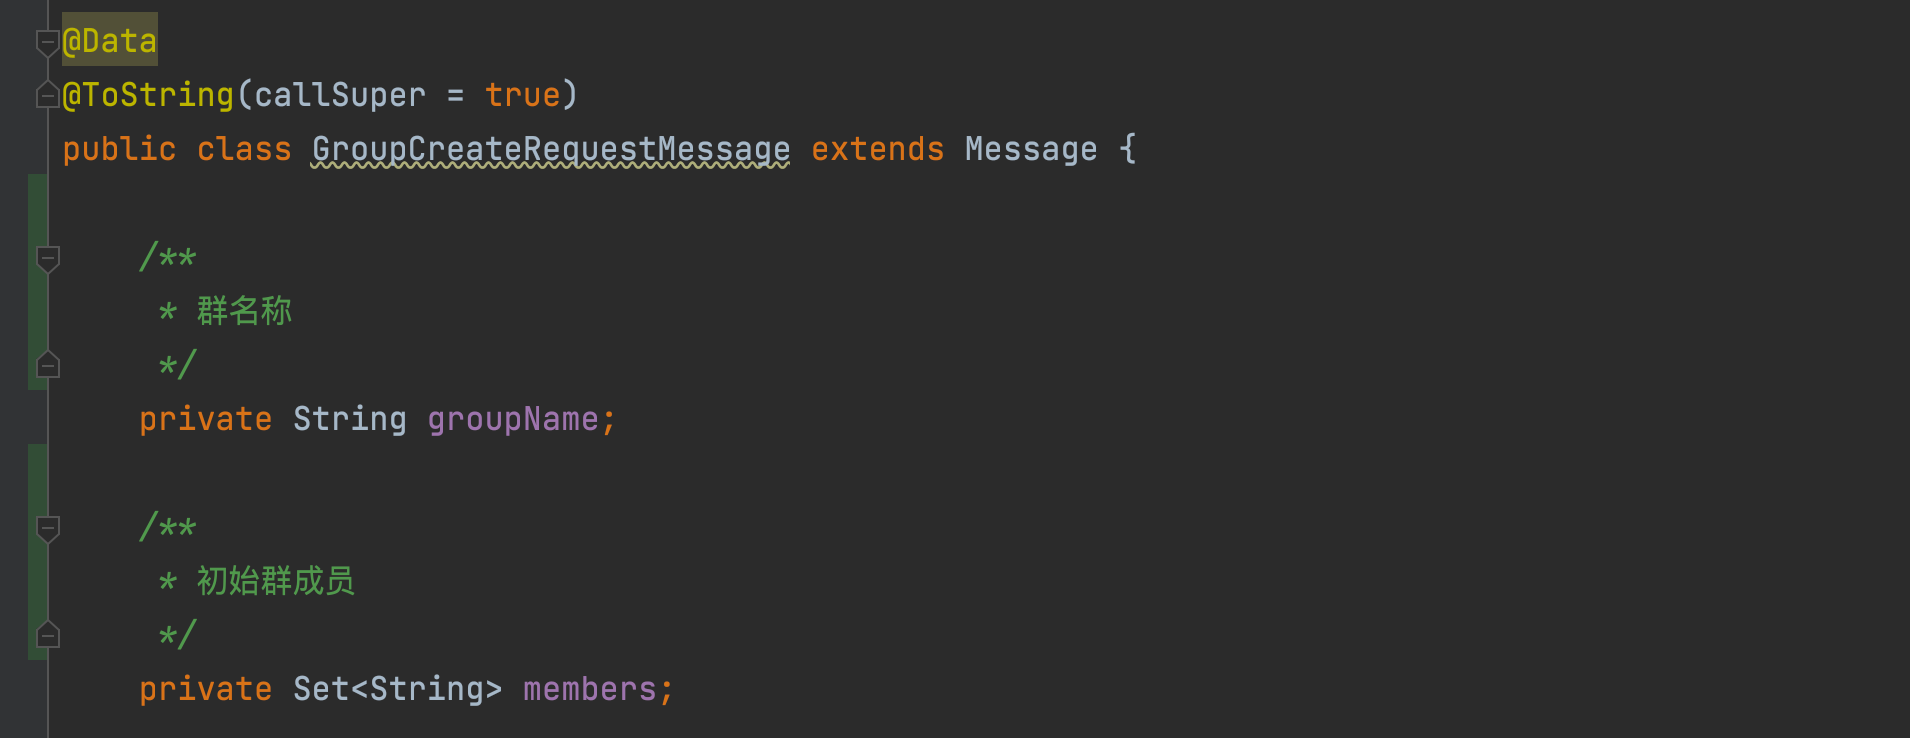 @Data
@ToString(callSuper = true)
public class GroupCreateRequestMessage extends Message {
/**
* 群名称
*/
private String groupName;
/**
* 初始群成员
*/
private Set<String> members;